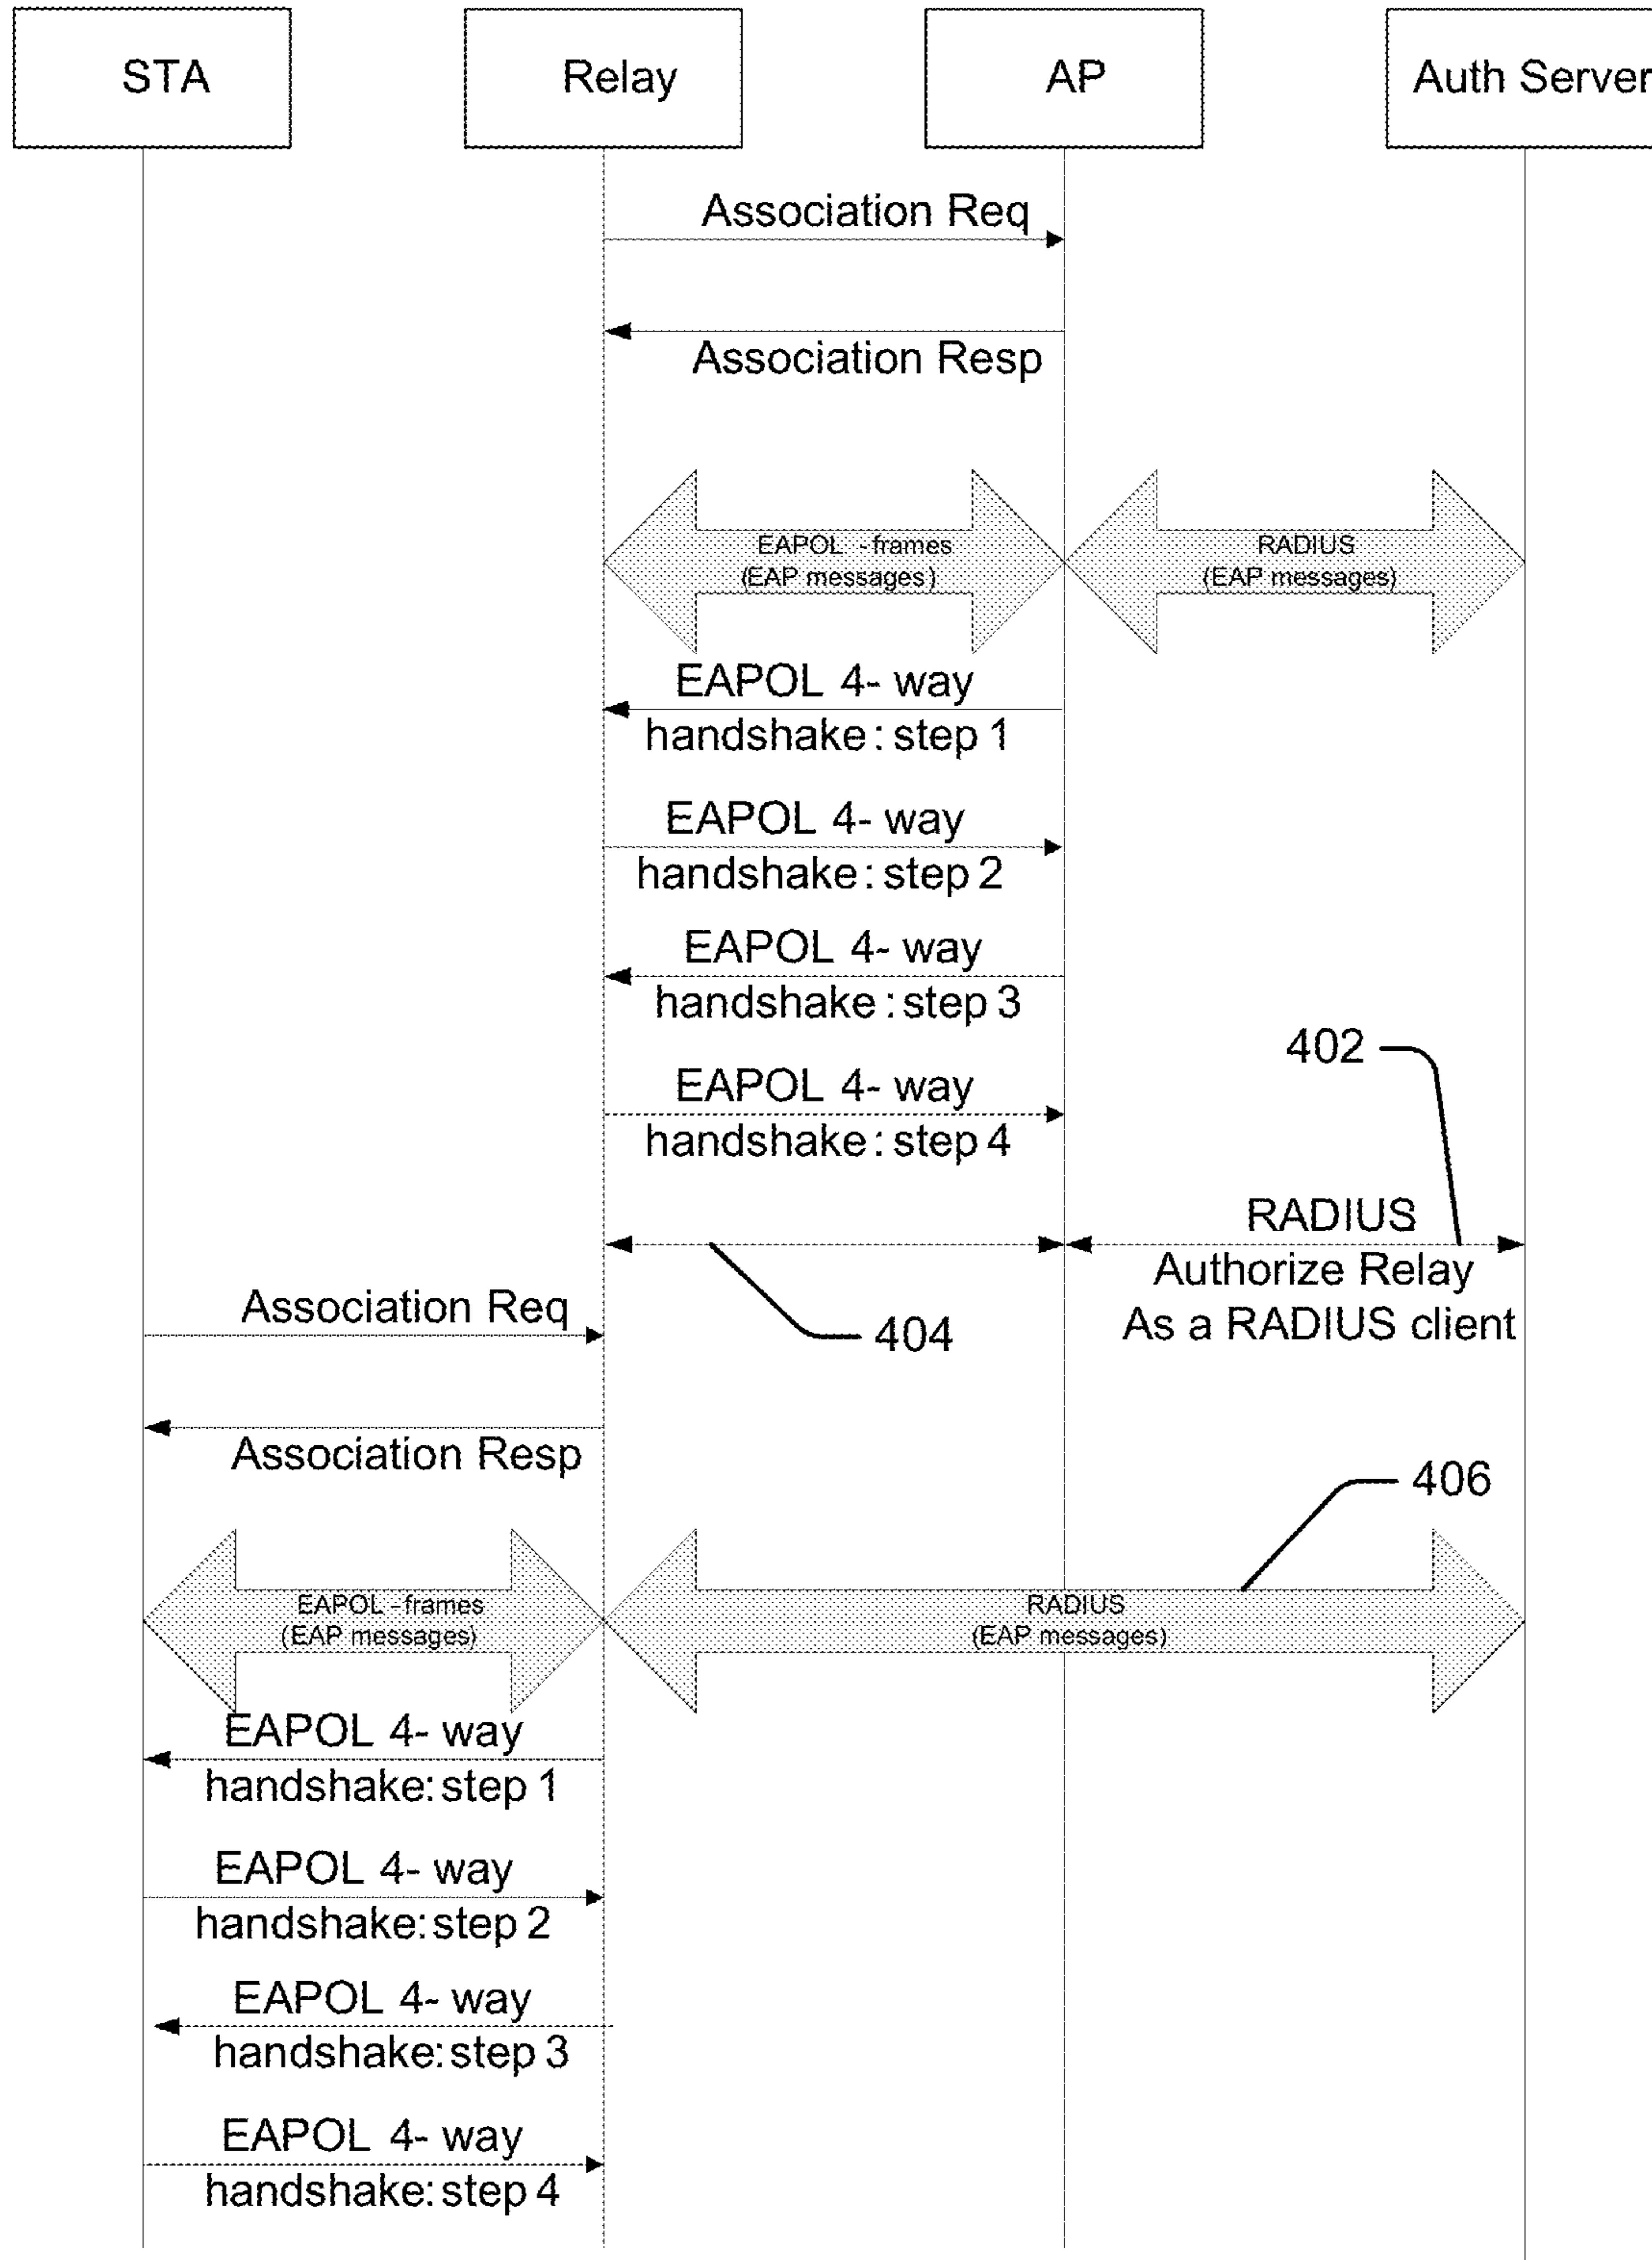 STA
Relay
AP
Auth Server
Association Req
Association Resp
EAPOL - frames
(EAP messages)
RADIUS
(EAP messages)
EAPOL 4- way
handshake: step 1
EAPOL 4- way
handshake: step 2
EAPOL 4- way
handshake: step 3
402
EAPOL 4- way
handshake: step 4
RADIUS
Authorize Relay
As a RADIUS client
404
Association Req
Association Resp
406
EAPOL - frames
(EAP messages)
RADIUS
(EAP messages)
EAPOL 4- way
handshake: step 1
EAPOL 4- way
handshake: step 2
EAPOL 4- way
handshake: step 3
EAPOL 4- way
handshake: step 4